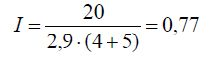 I = 20 / (2,9 · (4 + 5)) = 0,77